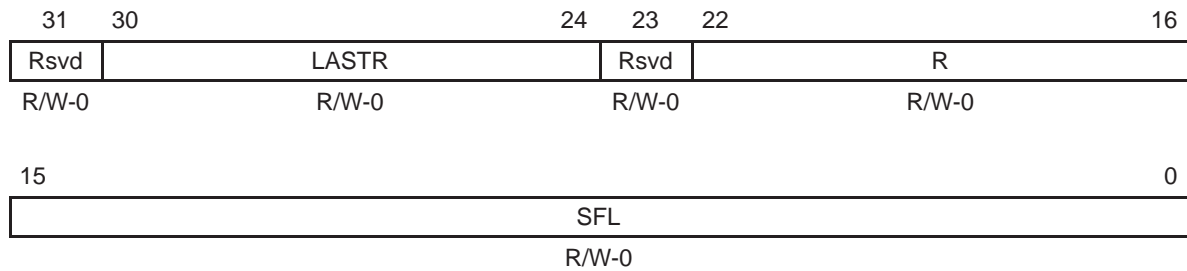 31 30 24 23 22 16
Rsvd LASTR Rsvd R
R/W-0 R/W-0 R/W-0 R/W-0
15 0
SFL
R/W-0